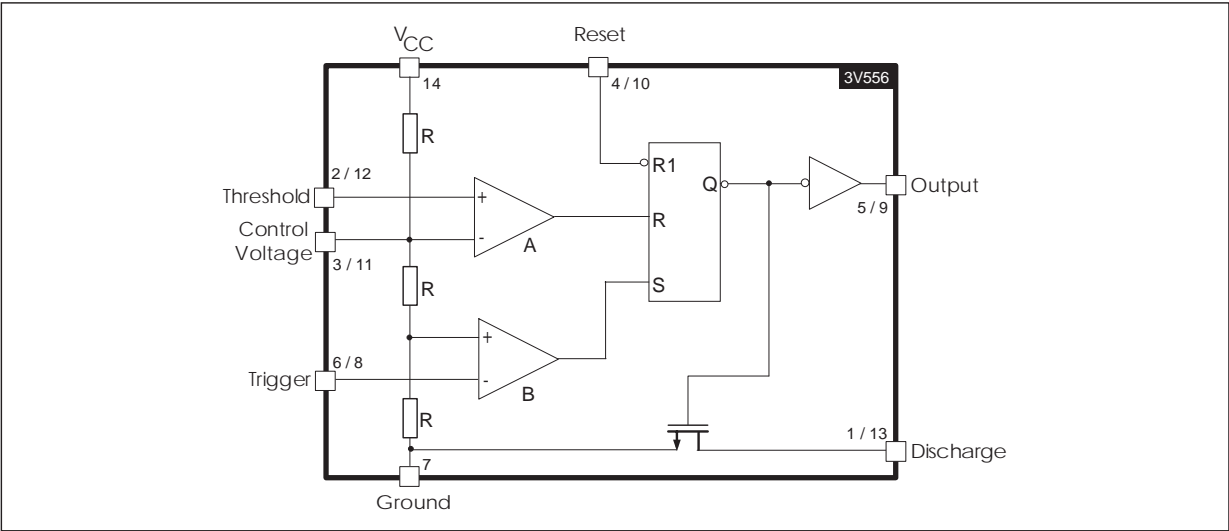 VCC
Reset
14
4 / 10
3V556
R
2 / 12
R1
Threshold
+
Q
Output
5 / 9
Control
Voltage
-
A
R
3 / 11
R
S
+
6 / 8
Trigger
-
B
R
1 / 13
Discharge
7
Ground